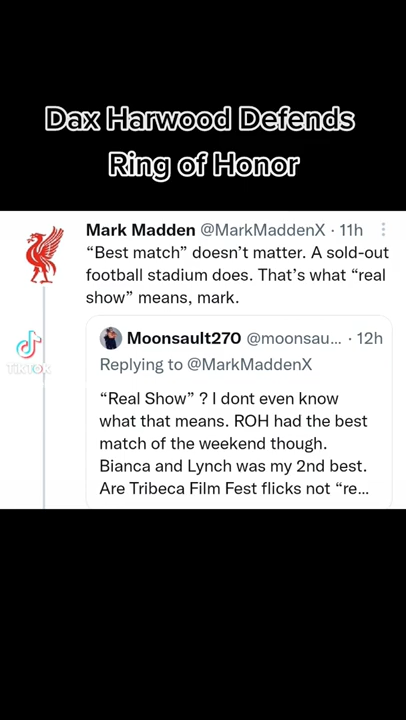 Dax Harwood Defends
Ring of Honor
Mark Madden @MarkMaddenX · 11h
“Best match” doesn’t matter. A sold-out
football stadium does. That’s what “real
show” means, mark.
Moonsault270 @moonsau... · 12h
Replying to @MarkMaddenX
“Real Show” ? I dont even know
what that means. ROH had the best
match of the weekend though.
Bianca and Lynch was my 2nd best.
Are Tribeca Film Fest flicks not “re...
TikTok